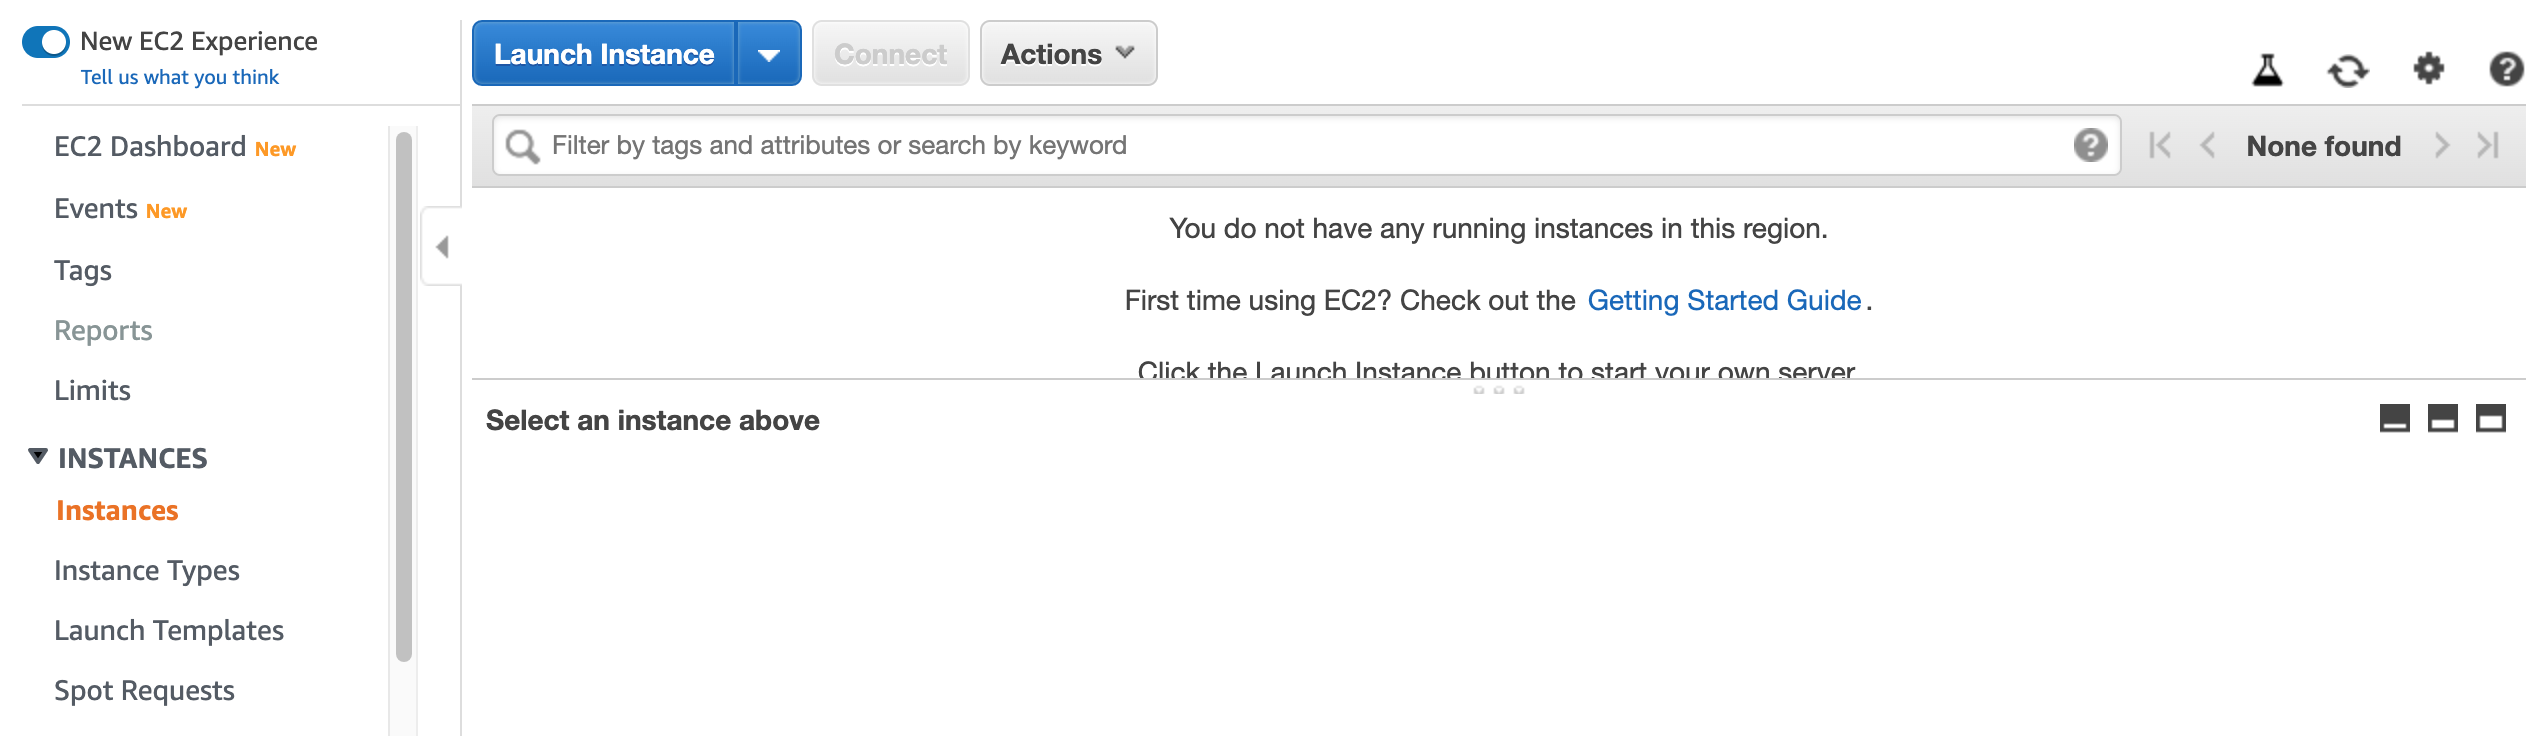 New EC2 Experience
Tell us what you think
EC2 Dashboard New
Events New
Tags
Reports
Limits
INSTANCES
Instances
Instance Types
Launch Templates
Spot Requests
Launch Instance
Connect
Actions
Filter by tags and attributes or search by keyword
None found
You do not have any running instances in this region.
First time using EC2? Check out the Getting Started Guide.
Click the Launch Instance button to start your own server
Select an instance above